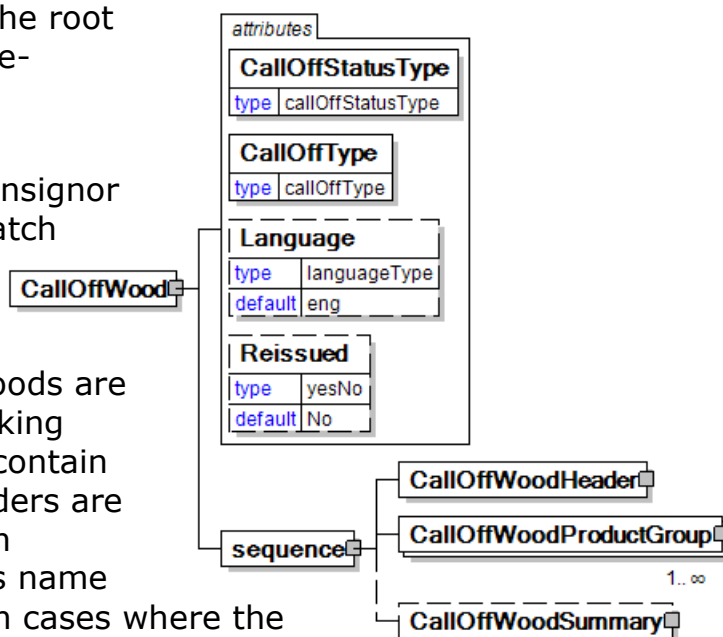 he root
e-
nsignor
atch
oods are
king
contain
ders are
n
s name
n cases where the
attributes
CallOffStatusType
type callOffStatusType
CallOffType
type callOffType
Language
type languageType
default eng
Reissued
type yesNo
default No
CallOffWood
sequence
CallOffWoodHeader
CallOffWoodProductGroup
1.. ∞
CallOffWoodSummary